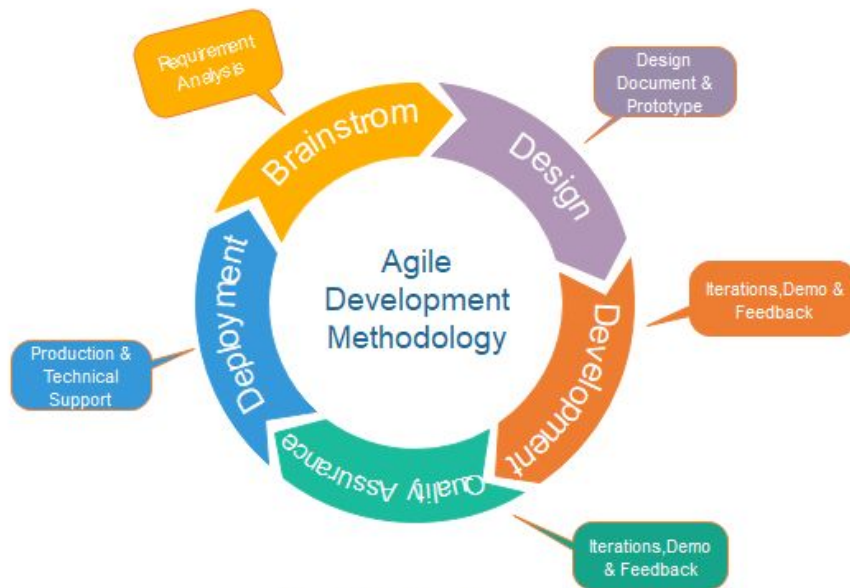 Requirement
Analysis
Brainstrom
Design
Document &
Prototype
Design
Agile
Development
Methodology
Iterations,Demo &
Feedback
Development
Production &
Technical
Support
Deployment
Quality Assurance
Iterations,Demo
& Feedback